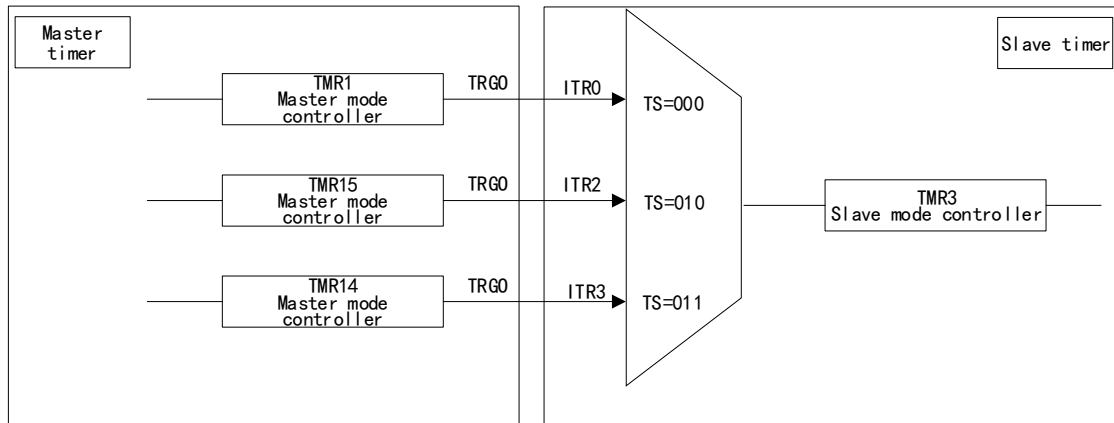 Master
timer
Slave timer
TMR1
Master mode
controller
TRGO
ITR0
TS=000
TMR15
Master mode
controller
TRGO
ITR2
TS=010
TMR3
Slave mode controller
TMR14
Master mode
controller
TRGO
ITR3
TS=011